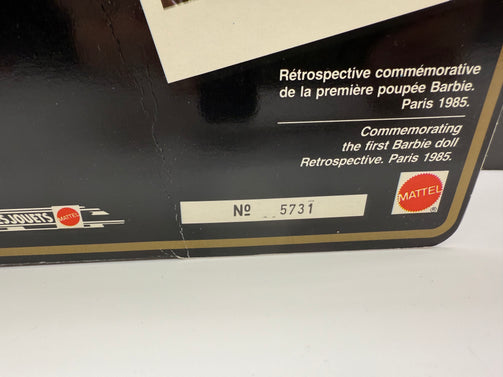 Rétrospective commémorative
de la première poupée Barbie.
Paris 1985.
Commemorating
the first Barbie doll
Retrospective. Paris 1985.
Nº 5731
MATTEL
®
SJOUETS
MATTEL